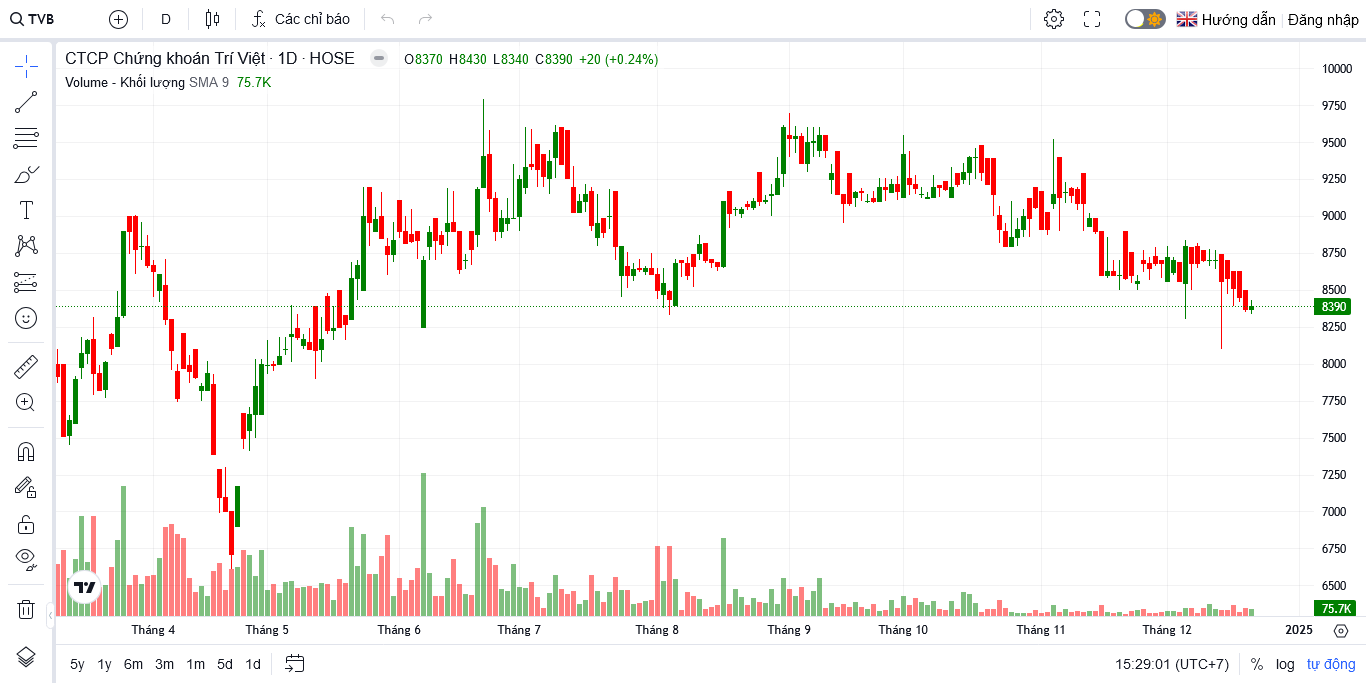 TVB D Các chỉ báo Hướng dẫn Đăng nhập
CTCP Chứng khoán Trí Việt · 1D · HOSE O8370 H8430 L8340 C8390 +20 (+0.24%)
Volume - Khối lượng SMA 9 75.7K
10000
9750
9500
9250
9000
8750
8500
8390
8250
8000
7750
7500
7250
7000
6750
6500
75.7K
Tháng 4 Tháng 5 Tháng 6 Tháng 7 Tháng 8 Tháng 9 Tháng 10 Tháng 11 Tháng 12 2025
5y 1y 6m 3m 1m 5d 1d 15:29:01 (UTC+7) % log tự động